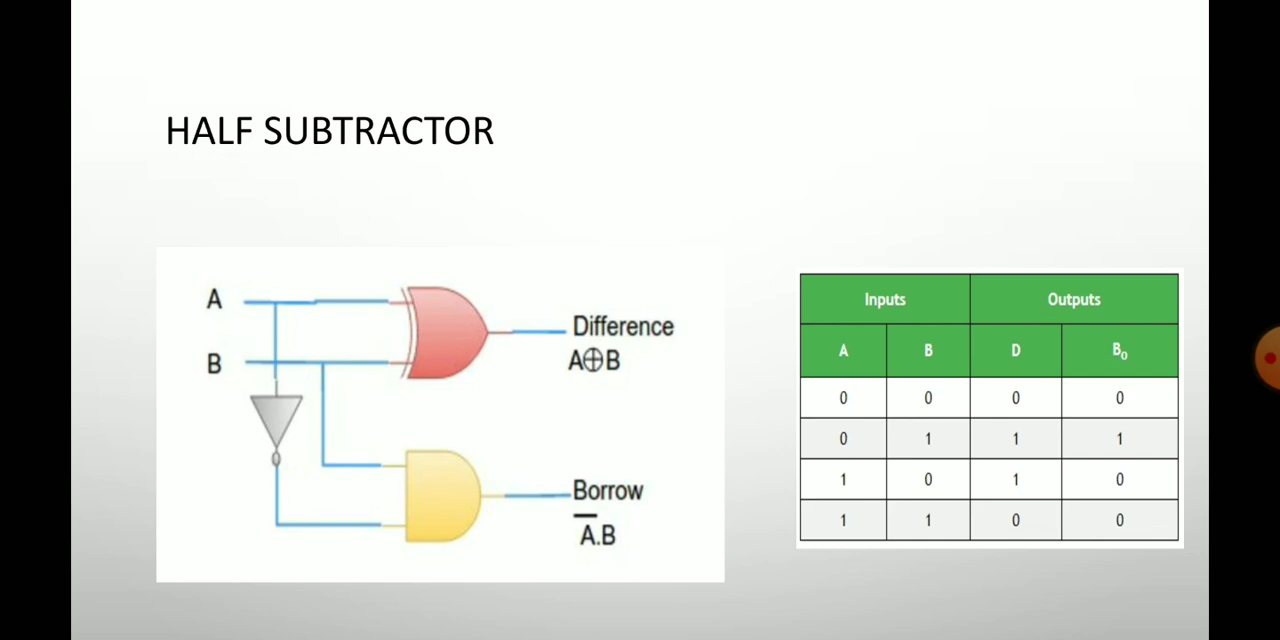 HALF SUBTRACTOR
A
B
Difference
A⊕B
Borrow
A̅.B
Inputs Outputs
A B D B₀
0 0 0 0
0 1 1 1
1 0 1 0
1 1 0 0